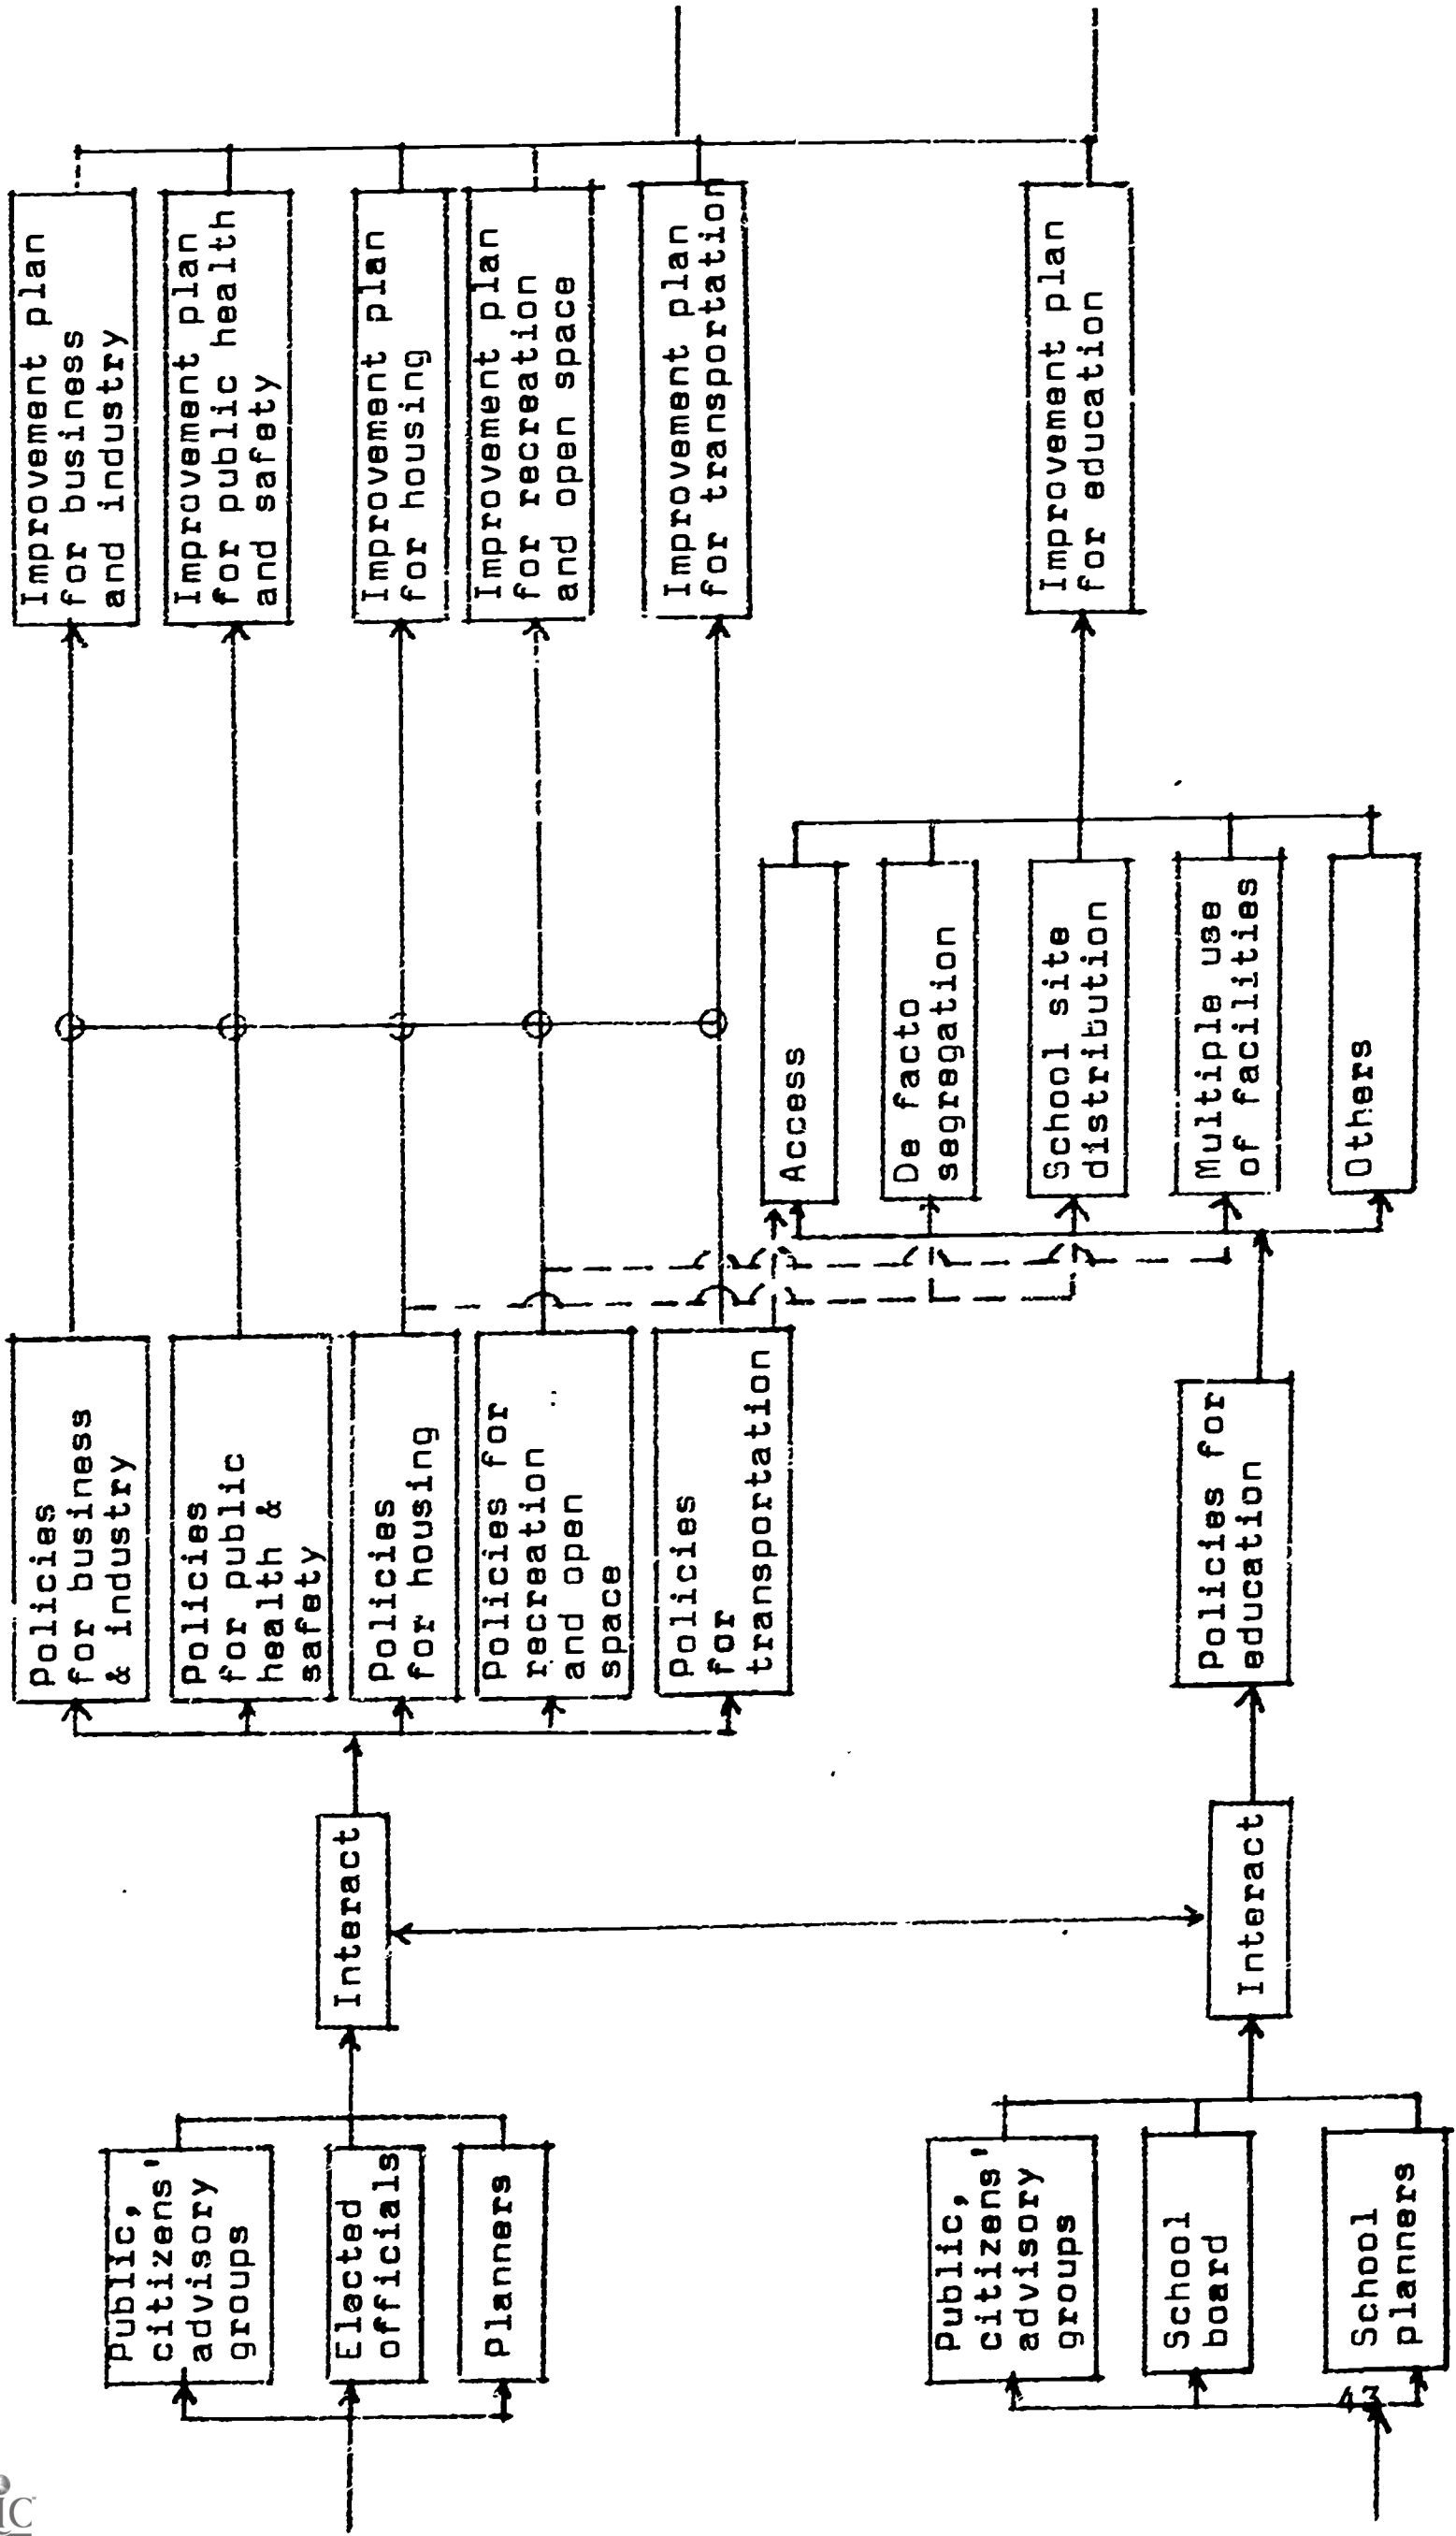 Public,
citizens'
advisory
groups
Elected
officials
Planners
Interact
Policies
for business
& industry
Policies
for public
health &
safety
Policies
for housing
Policies for
recreation
and open
space
Policies
for
transportation
Improvement plan
for business
and industry
Improvement plan
for public health
and safety
Improvement plan
for housing
Improvement plan
for recreation
and open space
Improvement plan
for transportation
Public,
citizens'
advisory
groups
School
board
School
planners
Interact
Policies for
education
Access
De facto
segregation
School site
distribution
Multiple use
of facilities
Others
Improvement plan
for education
43